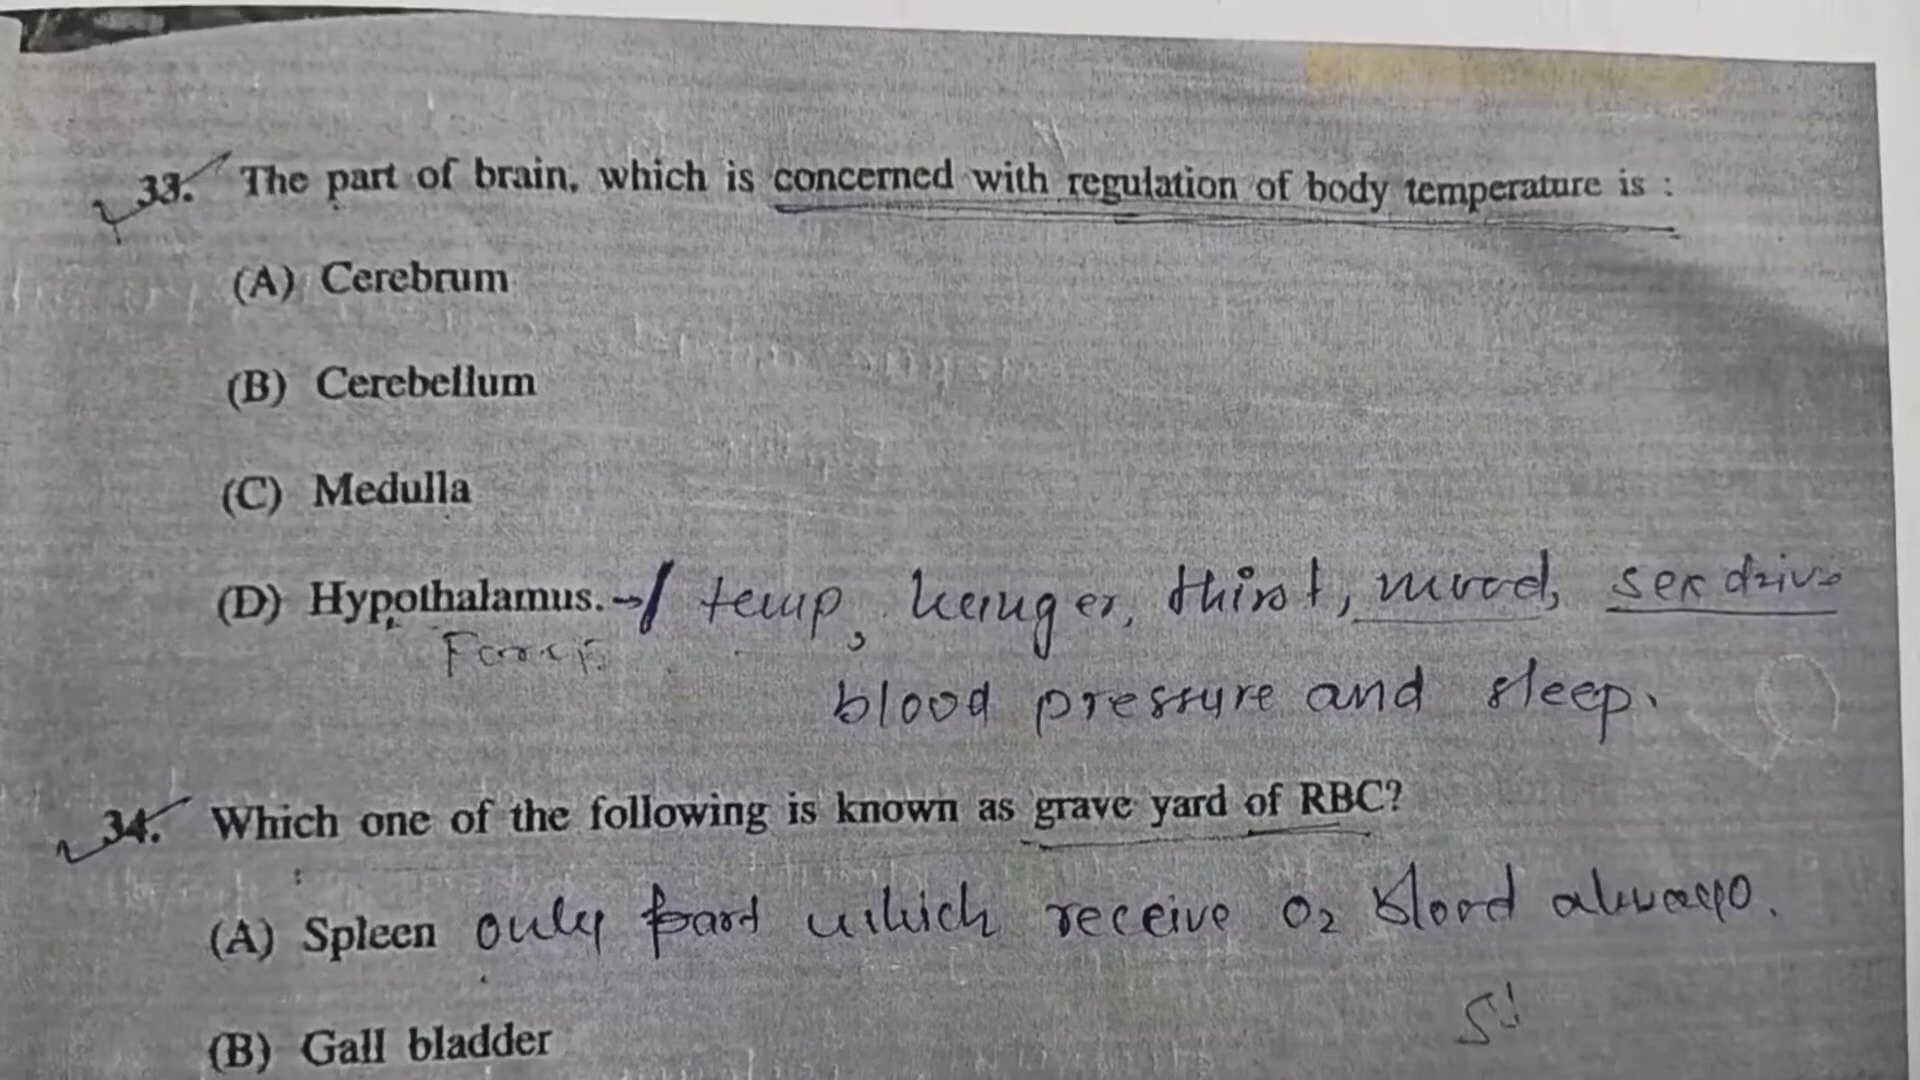 33. The part of brain, which is concerned with regulation of body temperature is :
(A) Cerebrum
(B) Cerebellum
(C) Medulla
(D) Hypothalamus. → temp, hunger, thirst, mood, sex drive
blood pressure and sleep.
34. Which one of the following is known as grave yard of RBC?
(A) Spleen only part which receive O2 blood always.
(B) Gall bladder